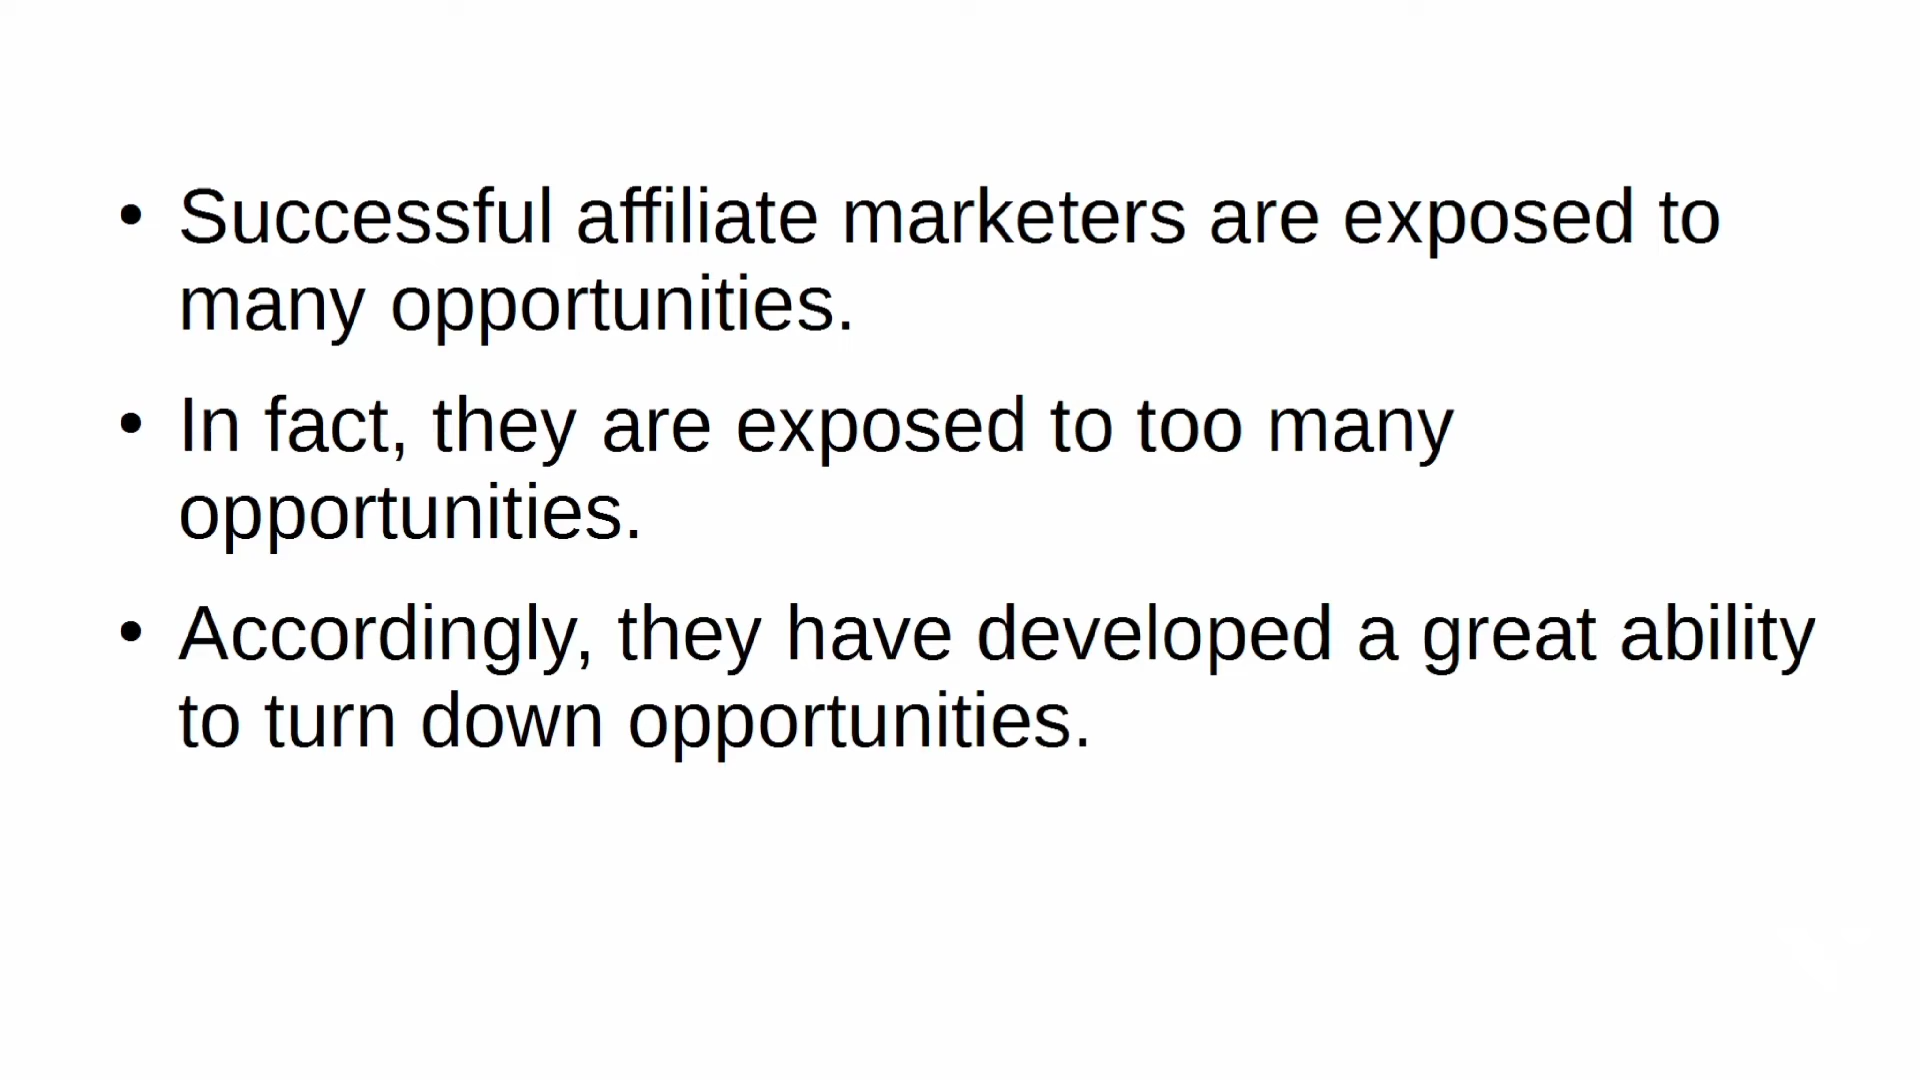 • Successful affiliate marketers are exposed to
many opportunities.
• In fact, they are exposed to too many
opportunities.
• Accordingly, they have developed a great ability
to turn down opportunities.